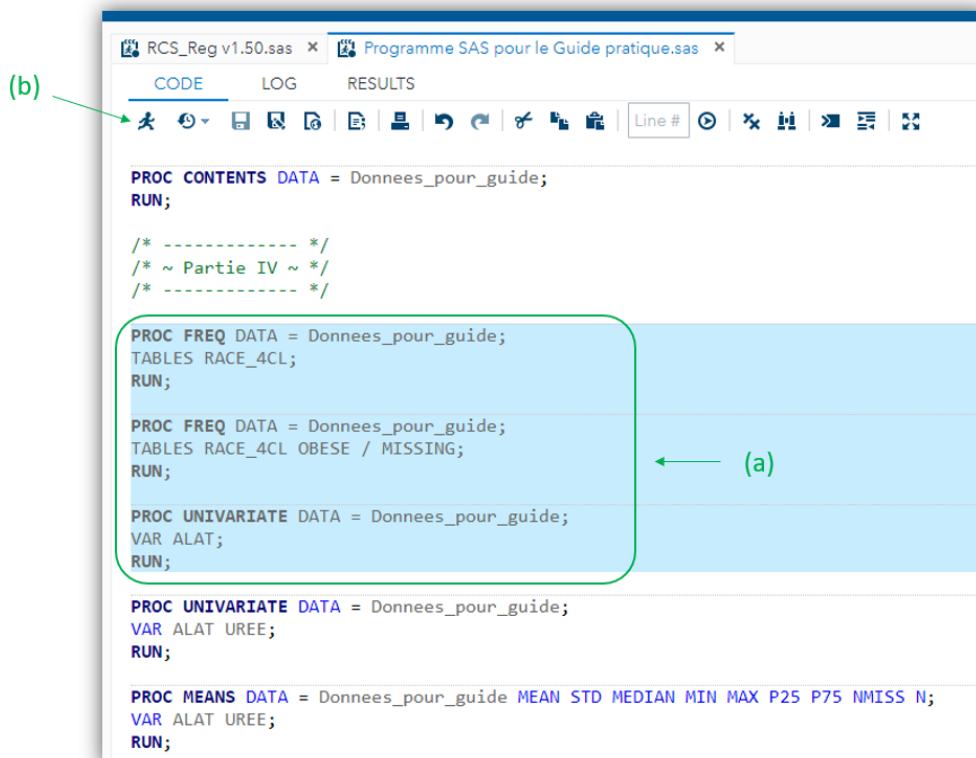 RCS_Reg v1.50.sas × Programme SAS pour le Guide pratique.sas ×
CODE LOG RESULTS
(b)
Line #
PROC CONTENTS DATA = Donnees_pour_guide;
RUN;
/* ------------- */
/* ~ Partie IV ~ */
/* ------------- */
PROC FREQ DATA = Donnees_pour_guide;
TABLES RACE_4CL;
RUN;
PROC FREQ DATA = Donnees_pour_guide;
TABLES RACE_4CL OBESE / MISSING;
RUN;
(a)
PROC UNIVARIATE DATA = Donnees_pour_guide;
VAR ALAT;
RUN;
PROC UNIVARIATE DATA = Donnees_pour_guide;
VAR ALAT UREE;
RUN;
PROC MEANS DATA = Donnees_pour_guide MEAN STD MEDIAN MIN MAX P25 P75 NMISS N;
VAR ALAT UREE;
RUN;